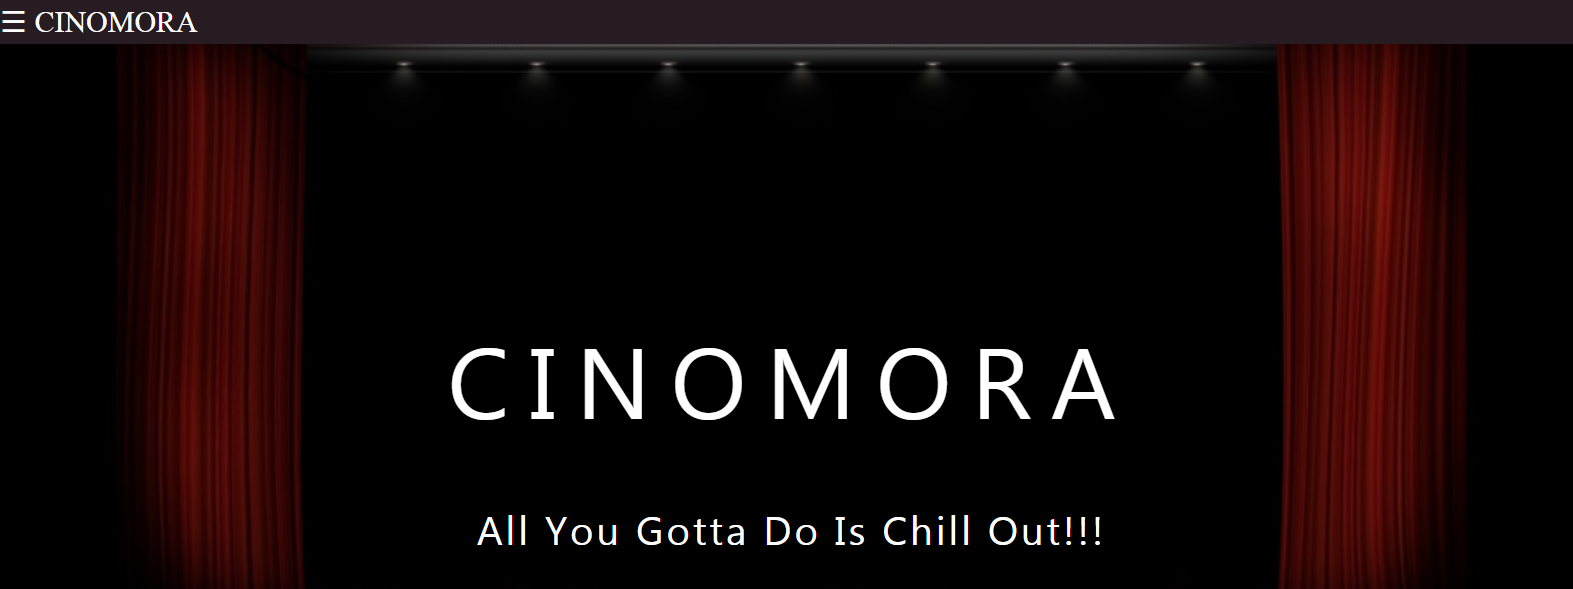 ☰ CINOMORA
CINOMORA
All You Gotta Do Is Chill Out!!!